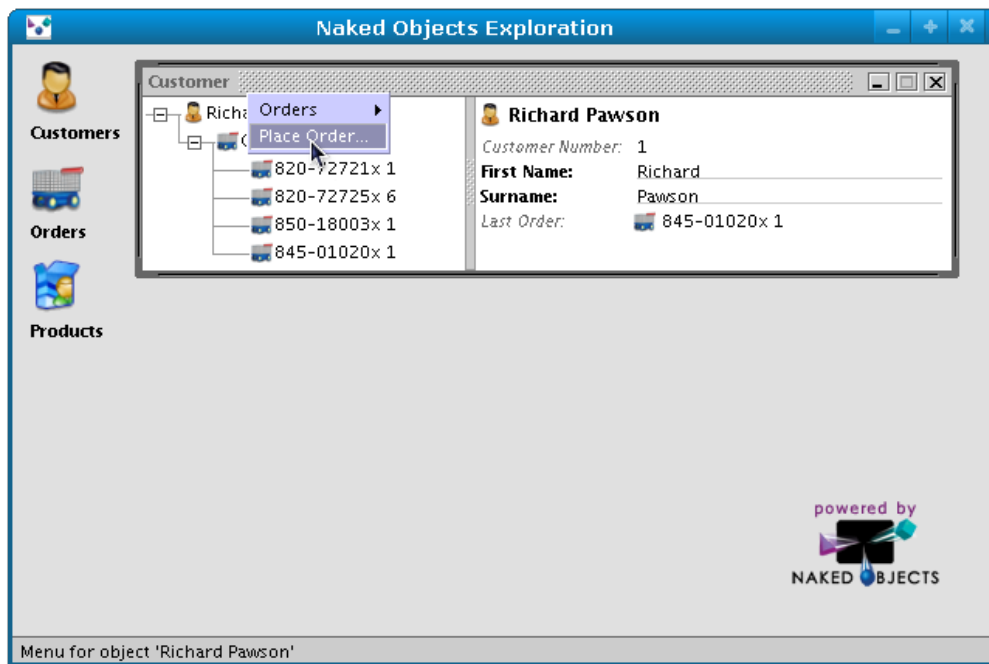 Naked Objects Exploration
Customers
Orders
Products
Customer
Richa
Orders
Place Order...
820-72721x 1
820-72725x 6
850-18003x 1
845-01020x 1
Richard Pawson
Customer Number: 1
First Name: Richard
Surname: Pawson
Last Order: 845-01020x 1
powered by
NAKED OBJECTS
Menu for object 'Richard Pawson'